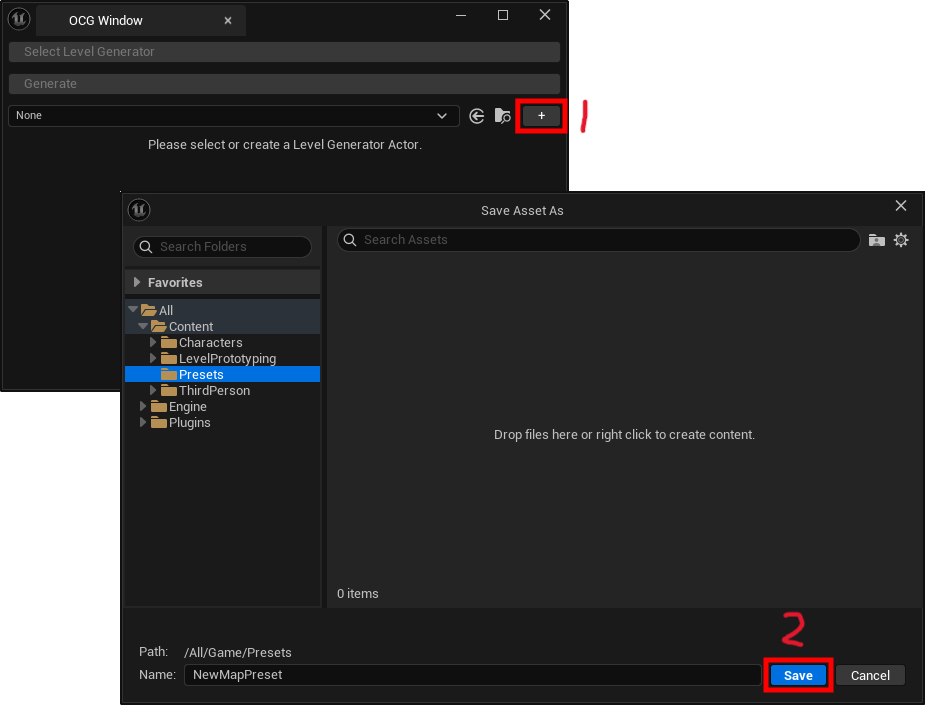 OCG Window
Select Level Generator
Generate
None
+
1
Please select or create a Level Generator Actor.
Save Asset As
Search Folders
Search Assets
Favorites
All
Content
Characters
LevelPrototyping
Presets
ThirdPerson
Engine
Plugins
Drop files here or right click to create content.
0 items
2
Path: /All/Game/Presets
Name: NewMapPreset
Save Cancel